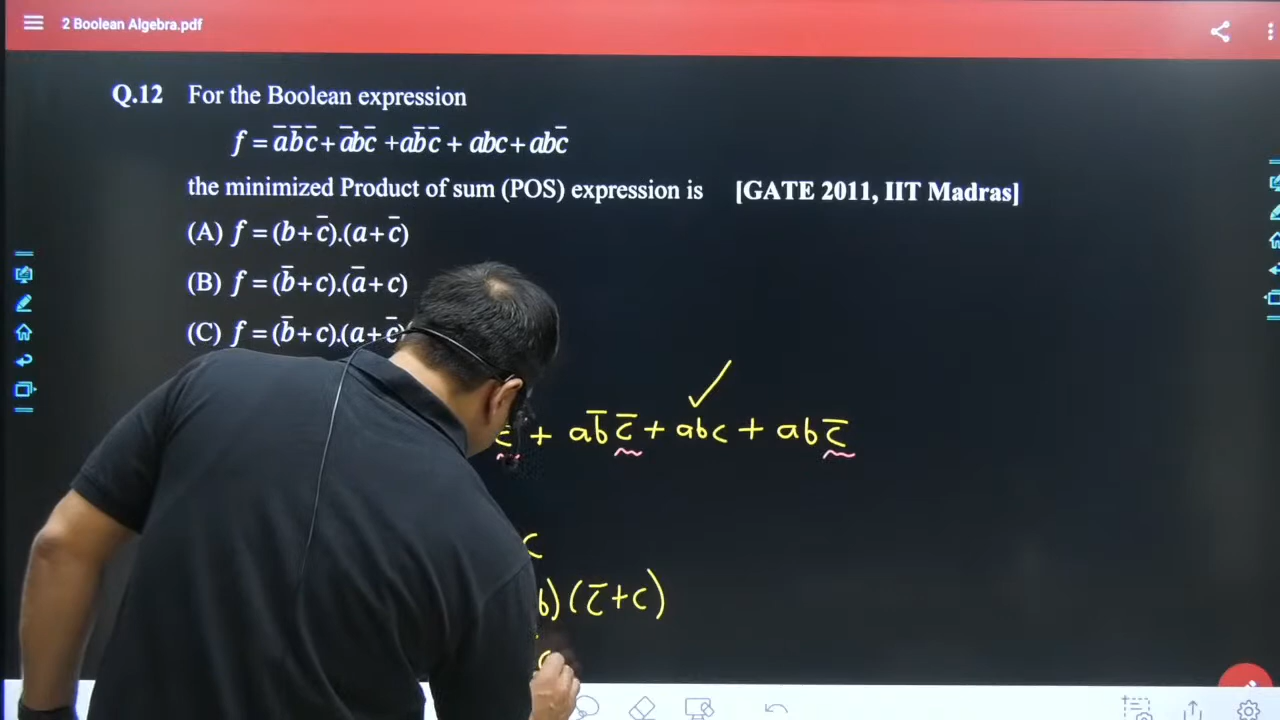 2 Boolean Algebra.pdf
Q.12 For the Boolean expression
f = a̅b̅c̅ + a̅bc̅ + ab̅c̅ + abc + abc̅
the minimized Product of sum (POS) expression is [GATE 2011, IIT Madras]
(A) f = (b + c̅).(a + c̅)
(B) f = (b̅ + c).(a̅ + c)
(C) f = (b̅ + c).(a + c̅)
c̅ + ab̅c̅ + abc + abc̅
c
b)(c̅+c)